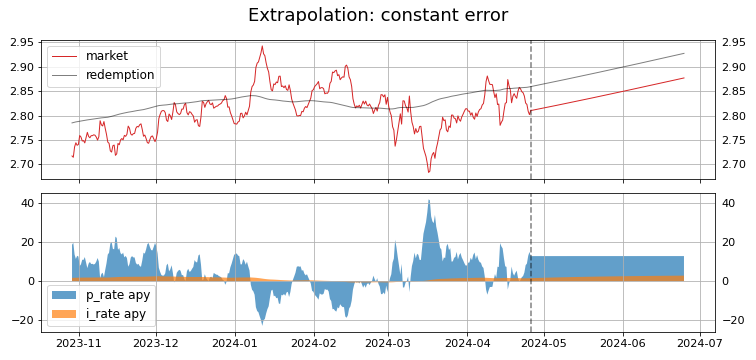 Extrapolation: constant error
2.95 2.95
2.90 2.90
2.85 2.85
2.80 2.80
2.75 2.75
2.70 2.70
market
redemption
40 40
20 20
0 0
−20 −20
p_rate apy
i_rate apy
2023-11 2023-12 2024-01 2024-02 2024-03 2024-04 2024-05 2024-06 2024-07